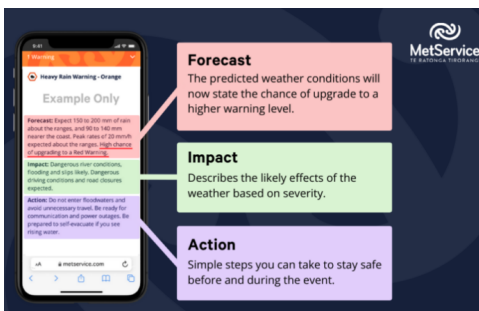 9:41
1 Warning
Heavy Rain Warning - Orange
Example Only
Forecast: Expect 150 to 200 mm of rain
about the ranges, and 90 to 140 mm
nearer the coast. Peak rates of 20 mm/h
expected about the ranges. High chance
of upgrading to a Red Warning.
Impact: Dangerous river conditions,
flooding and slips likely. Dangerous
driving conditions and road closures
expected.
Action: Do not enter floodwaters and
avoid unnecessary travel. Be ready for
communication and power outages. Be
prepared to self-evacuate if you see
rising water.
AA metservice.com
Forecast
The predicted weather conditions will
now state the chance of upgrade to a
higher warning level.
Impact
Describes the likely effects of the
weather based on severity.
Action
Simple steps you can take to stay safe
before and during the event.
MetService
TE RATONGA TIRORANGI